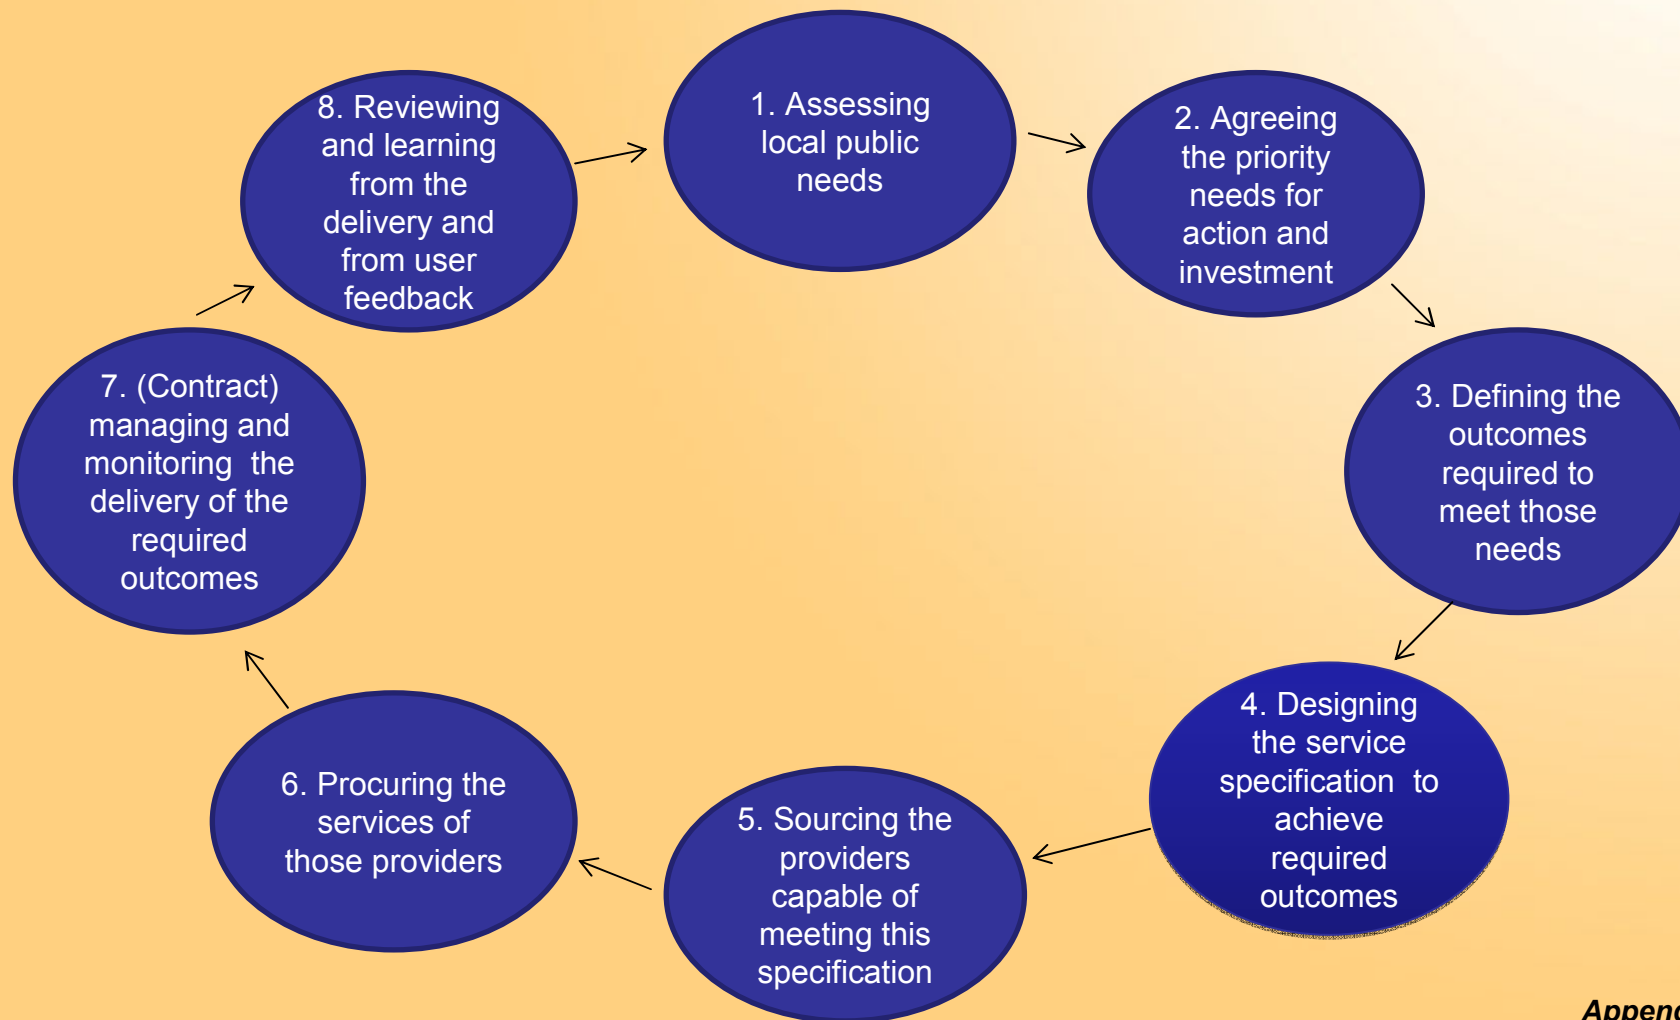 1. Assessing
local public
needs
2. Agreeing
the priority
needs for
action and
investment
3. Defining the
outcomes
required to
meet those
needs
4. Designing
the service
specification  to
achieve
required
outcomes
5. Sourcing the
providers
capable of
meeting this
specification
6. Procuring the
services of
those providers
7. (Contract)
managing and
monitoring  the
delivery of the
required
outcomes
8. Reviewing
and learning
from the
delivery and
from user
feedback